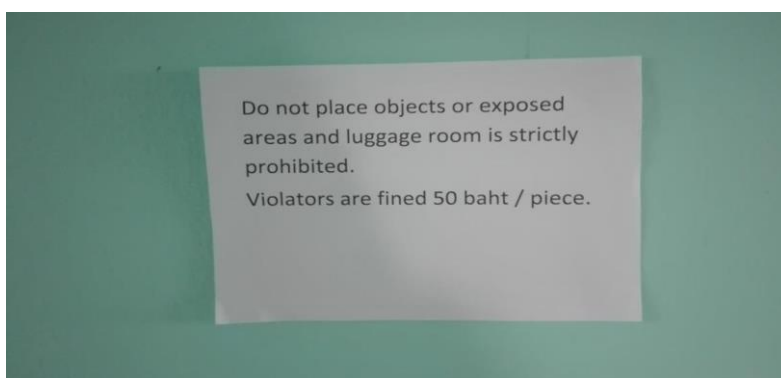 Do not place objects or exposed
areas and luggage room is strictly
prohibited.
Violators are fined 50 baht / piece.